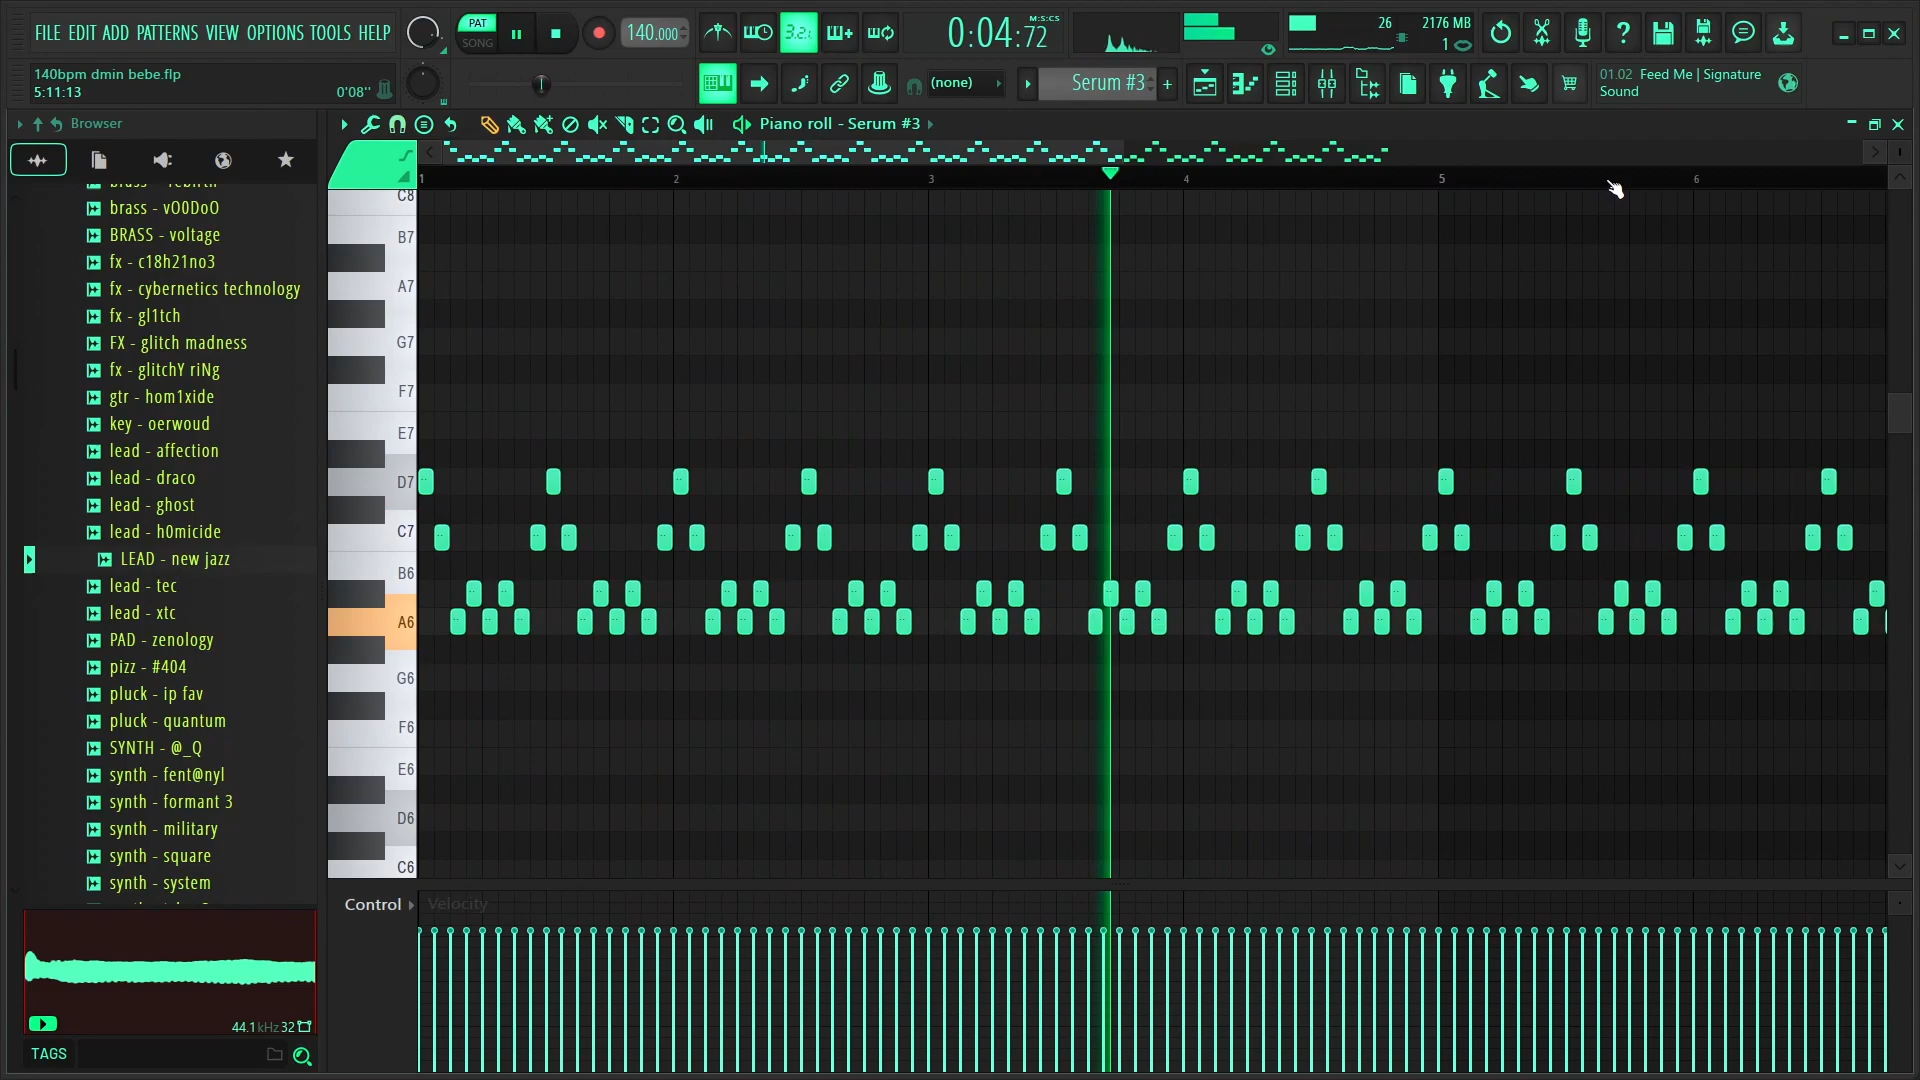 FILE EDIT ADD PATTERNS VIEW OPTIONS TOOLS HELP
PAT
SONG
140.000
3.2.
0:04:72
M:S:CS
26
2176 MB
1
140bpm dmin bebe.flp
5:11:13
0'08''
(none)
Serum #3
01.02 Feed Me | Signature
Sound
Browser
Piano roll - Serum #3
1
2
3
4
5
6
brass - vO0DoO
BRASS - voltage
fx - c18h21no3
fx - cybernetics technology
fx - gl1tch
FX - glitch madness
fx - glitchY riNg
gtr - hom1xide
key - oerwoud
lead - affection
lead - draco
lead - ghost
lead - h0micide
LEAD - new jazz
lead - tec
lead - xtc
PAD - zenology
pizz - #404
pluck - ip fav
pluck - quantum
SYNTH - @_Q
synth - fent@nyl
synth - formant 3
synth - military
synth - square
synth - system
C8
B7
A7
G7
F7
E7
D7
C7
B6
A6
G6
F6
E6
D6
C6
Control
Velocity
44.1kHz 32
TAGS